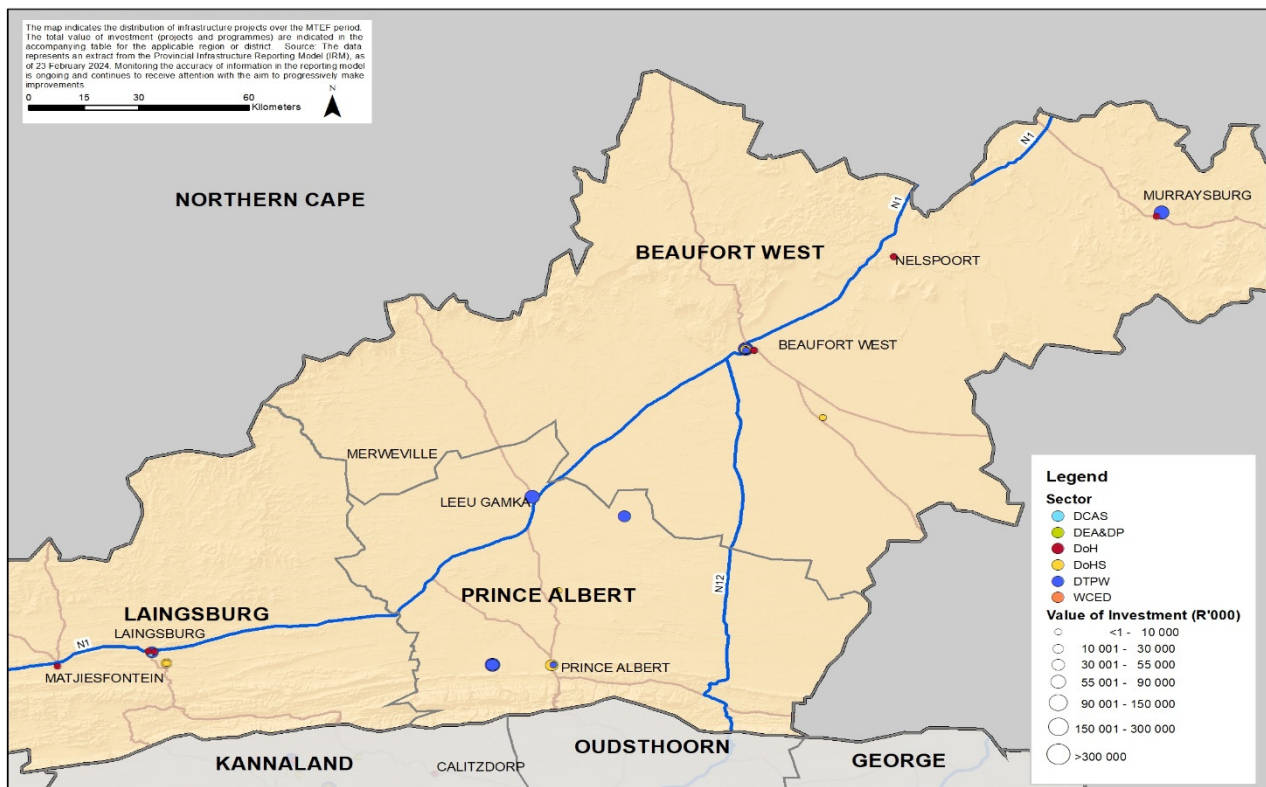 The map indicates the distribution of infrastructure projects over the MTEF period.
The total value of investment (projects and programmes) are indicated in the
accompanying table for the applicable region or district. Source: The data
represents an extract from the Provincial Infrastructure Reporting Model (IRM), as
of 23 February 2024. Monitoring the accuracy of information in the reporting model
is ongoing and continues to receive attention with the aim to progressively make
improvements.
N
0 15 30 60
Kilometers
NORTHERN CAPE
N1
MURRAYSBURG
N1
BEAUFORT WEST
NELSPOORT
BEAUFORT WEST
MERWEVILLE
LEEU GAMKA
N12
PRINCE ALBERT
LAINGSBURG
LAINGSBURG
N1
MATJIESFONTEIN
PRINCE ALBERT
OUDSTHOORN
KANNALAND
CALITZDORP
GEORGE
Legend
Sector
DCAS
DEA&DP
DoH
DoHS
DTPW
WCED
Value of Investment (R'000)
<1 - 10 000
10 001 - 30 000
30 001 - 55 000
55 001 - 90 000
90 001 - 150 000
150 001 - 300 000
>300 000